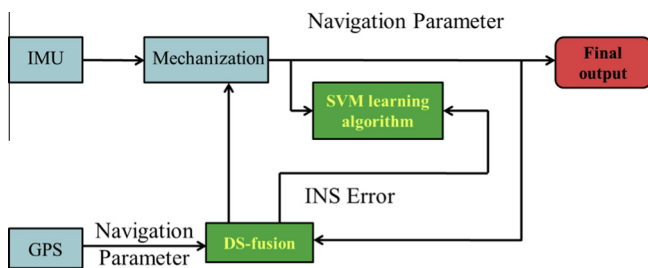 Navigation Parameter
IMU
Mechanization
Final
output
SVM learning
algorithm
INS Error
Navigation
Parameter
GPS
DS-fusion